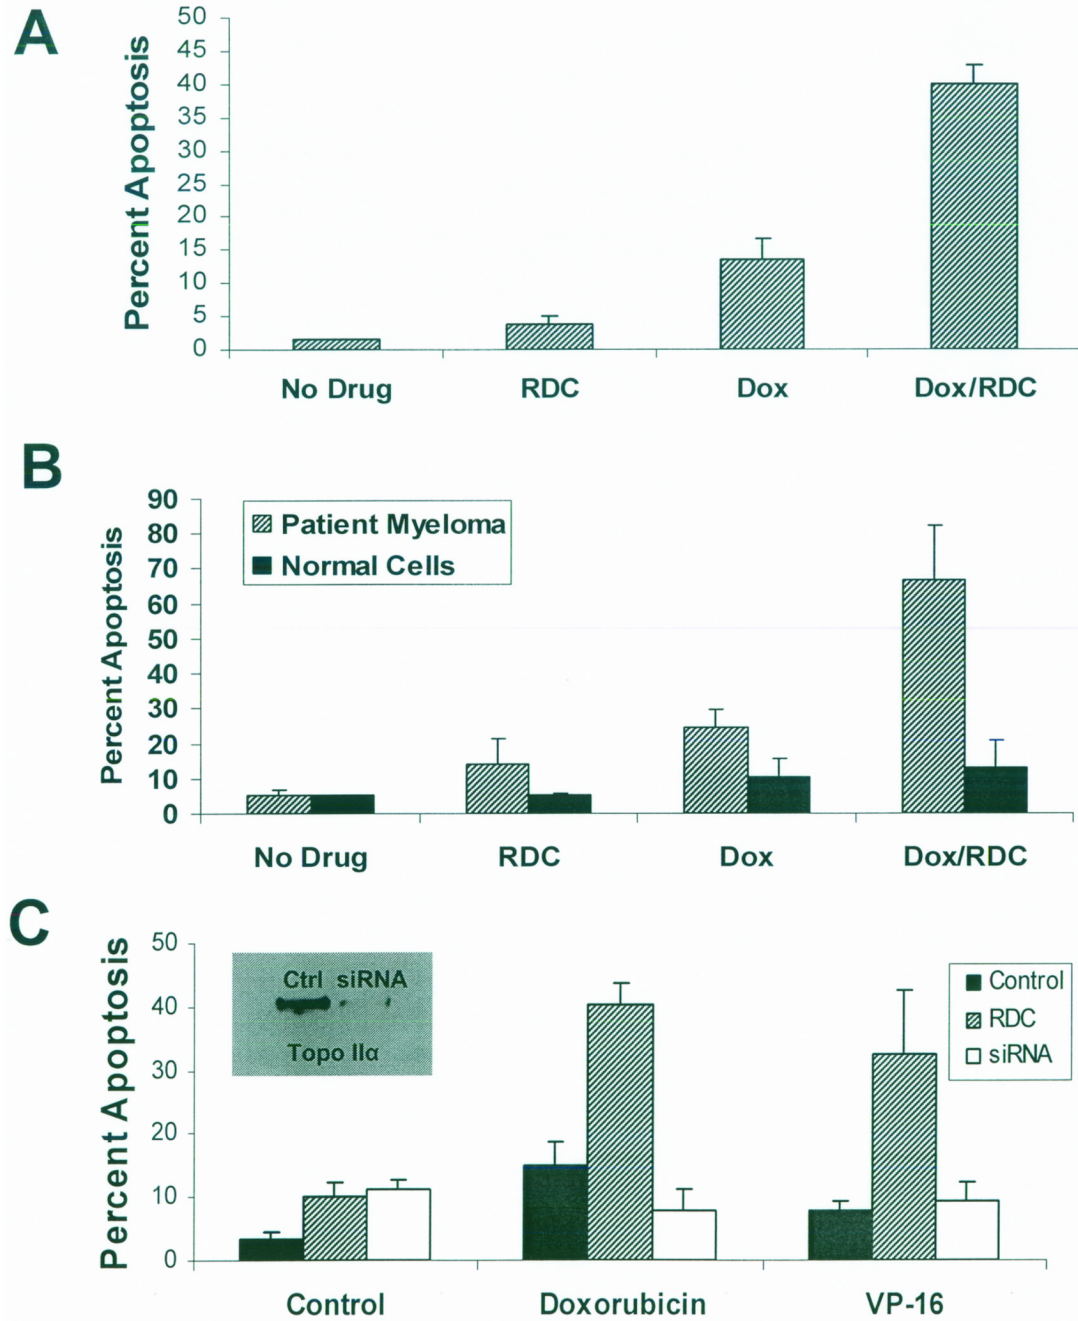 A
Percent Apoptosis
50
45
40
35
30
25
20
15
10
5
0
No Drug RDC Dox Dox/RDC
B
Percent Apoptosis
90
80
70
60
50
40
30
20
10
0
Patient Myeloma
Normal Cells
No Drug RDC Dox Dox/RDC
C
Percent Apoptosis
50
40
30
20
10
0
Ctrl siRNA
Topo IIα
Control
RDC
siRNA
Control Doxorubicin VP-16